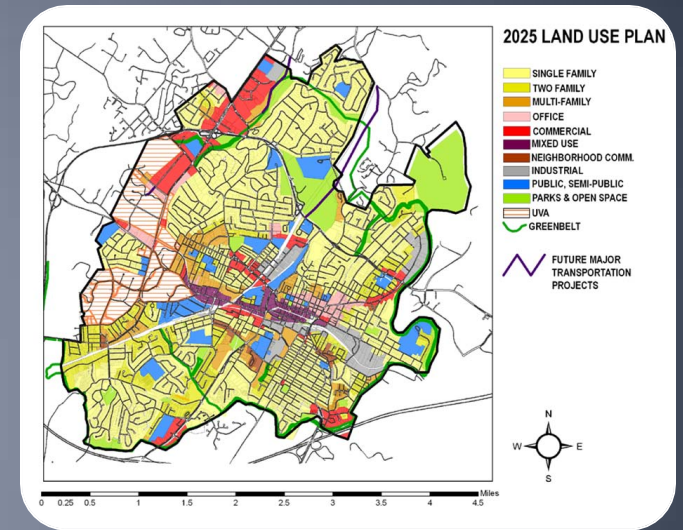 2025 LAND USE PLAN
SINGLE FAMILY
TWO FAMILY
MULTI-FAMILY
OFFICE
COMMERCIAL
MIXED USE
NEIGHBORHOOD COMM.
INDUSTRIAL
PUBLIC, SEMI-PUBLIC
PARKS & OPEN SPACE
UVA
GREENBELT
FUTURE MAJOR
TRANSPORTATION
PROJECTS
N
W E
S
Miles
0 0.25 0.5 1 1.5 2 2.5 3 3.5 4 4.5